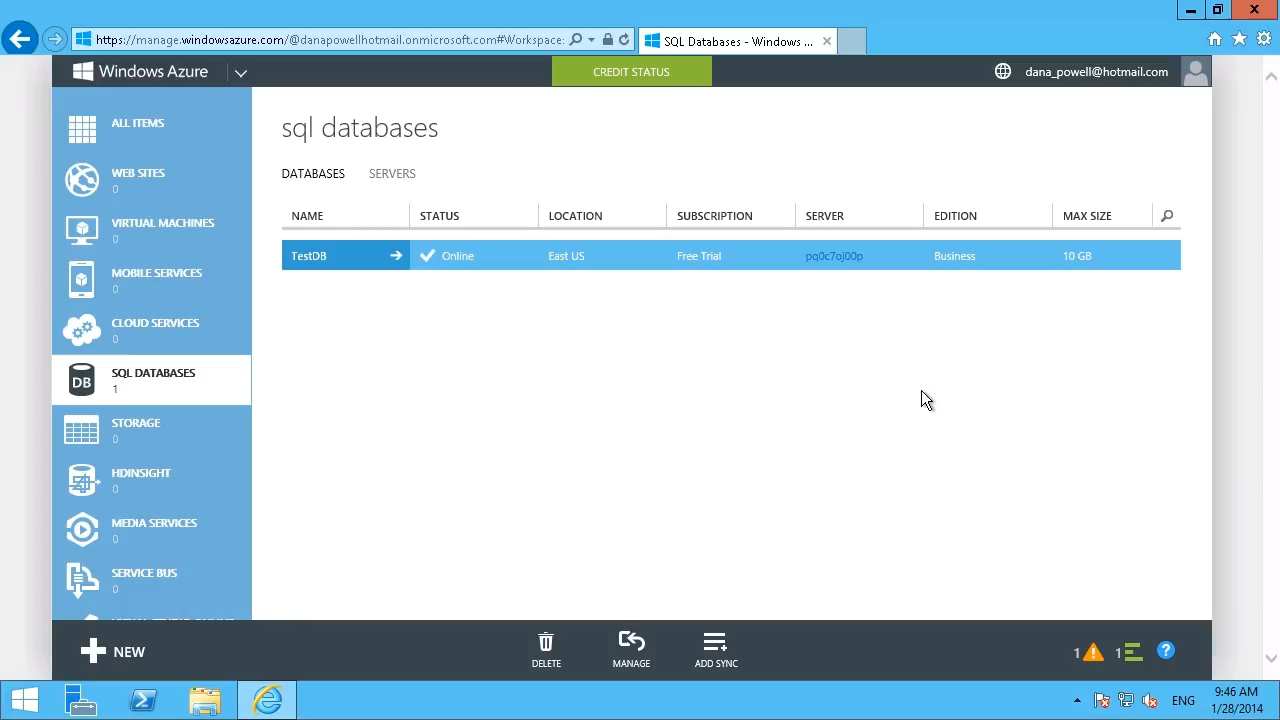 https://manage.windowsazure.com/@danapowellhotmail.onmicrosoft.com#Workspace:
SQL Databases - Windows ...
Windows Azure
CREDIT STATUS
dana_powell@hotmail.com
ALL ITEMS
WEB SITES
0
VIRTUAL MACHINES
0
MOBILE SERVICES
0
CLOUD SERVICES
0
SQL DATABASES
1
STORAGE
0
HDINSIGHT
0
MEDIA SERVICES
0
SERVICE BUS
0
sql databases
DATABASES SERVERS
NAME STATUS LOCATION SUBSCRIPTION SERVER EDITION MAX SIZE
TestDB Online East US Free Trial pq0c7oj00p Business 10 GB
NEW
DELETE
MANAGE
ADD SYNC
1
1
ENG
9:46 AM
1/28/2014
DB